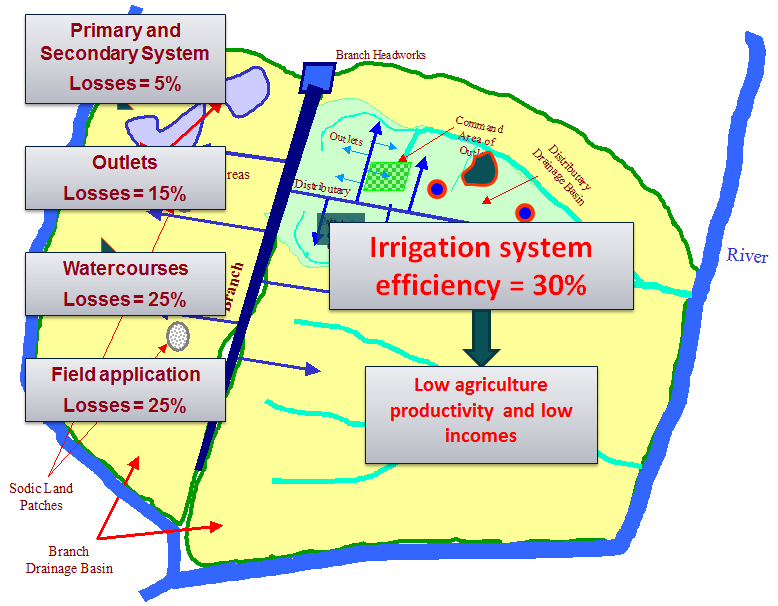 Primary and
Secondary System
Losses = 5%
Branch Headworks
Outlets
Command
Area of
Outl
Distributary
Drainage Basin
Outlets
Losses = 15%
reas
Distributary
Irrigation system
efficiency = 30%
River
Watercourses
Losses = 25%
Branch
Field application
Losses = 25%
Low agriculture
productivity and low
incomes
Sodic Land
Patches
Branch
Drainage Basin